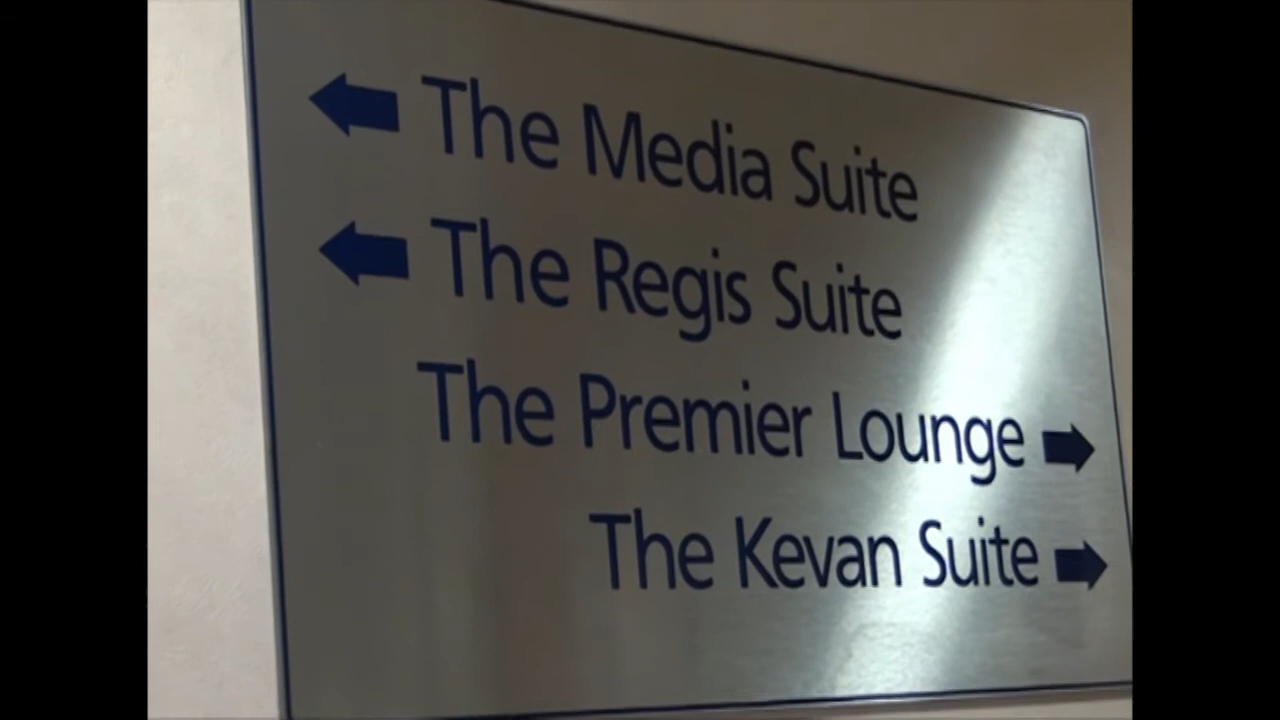 The Media Suite
The Regis Suite
The Premier Lounge
The Kevan Suite